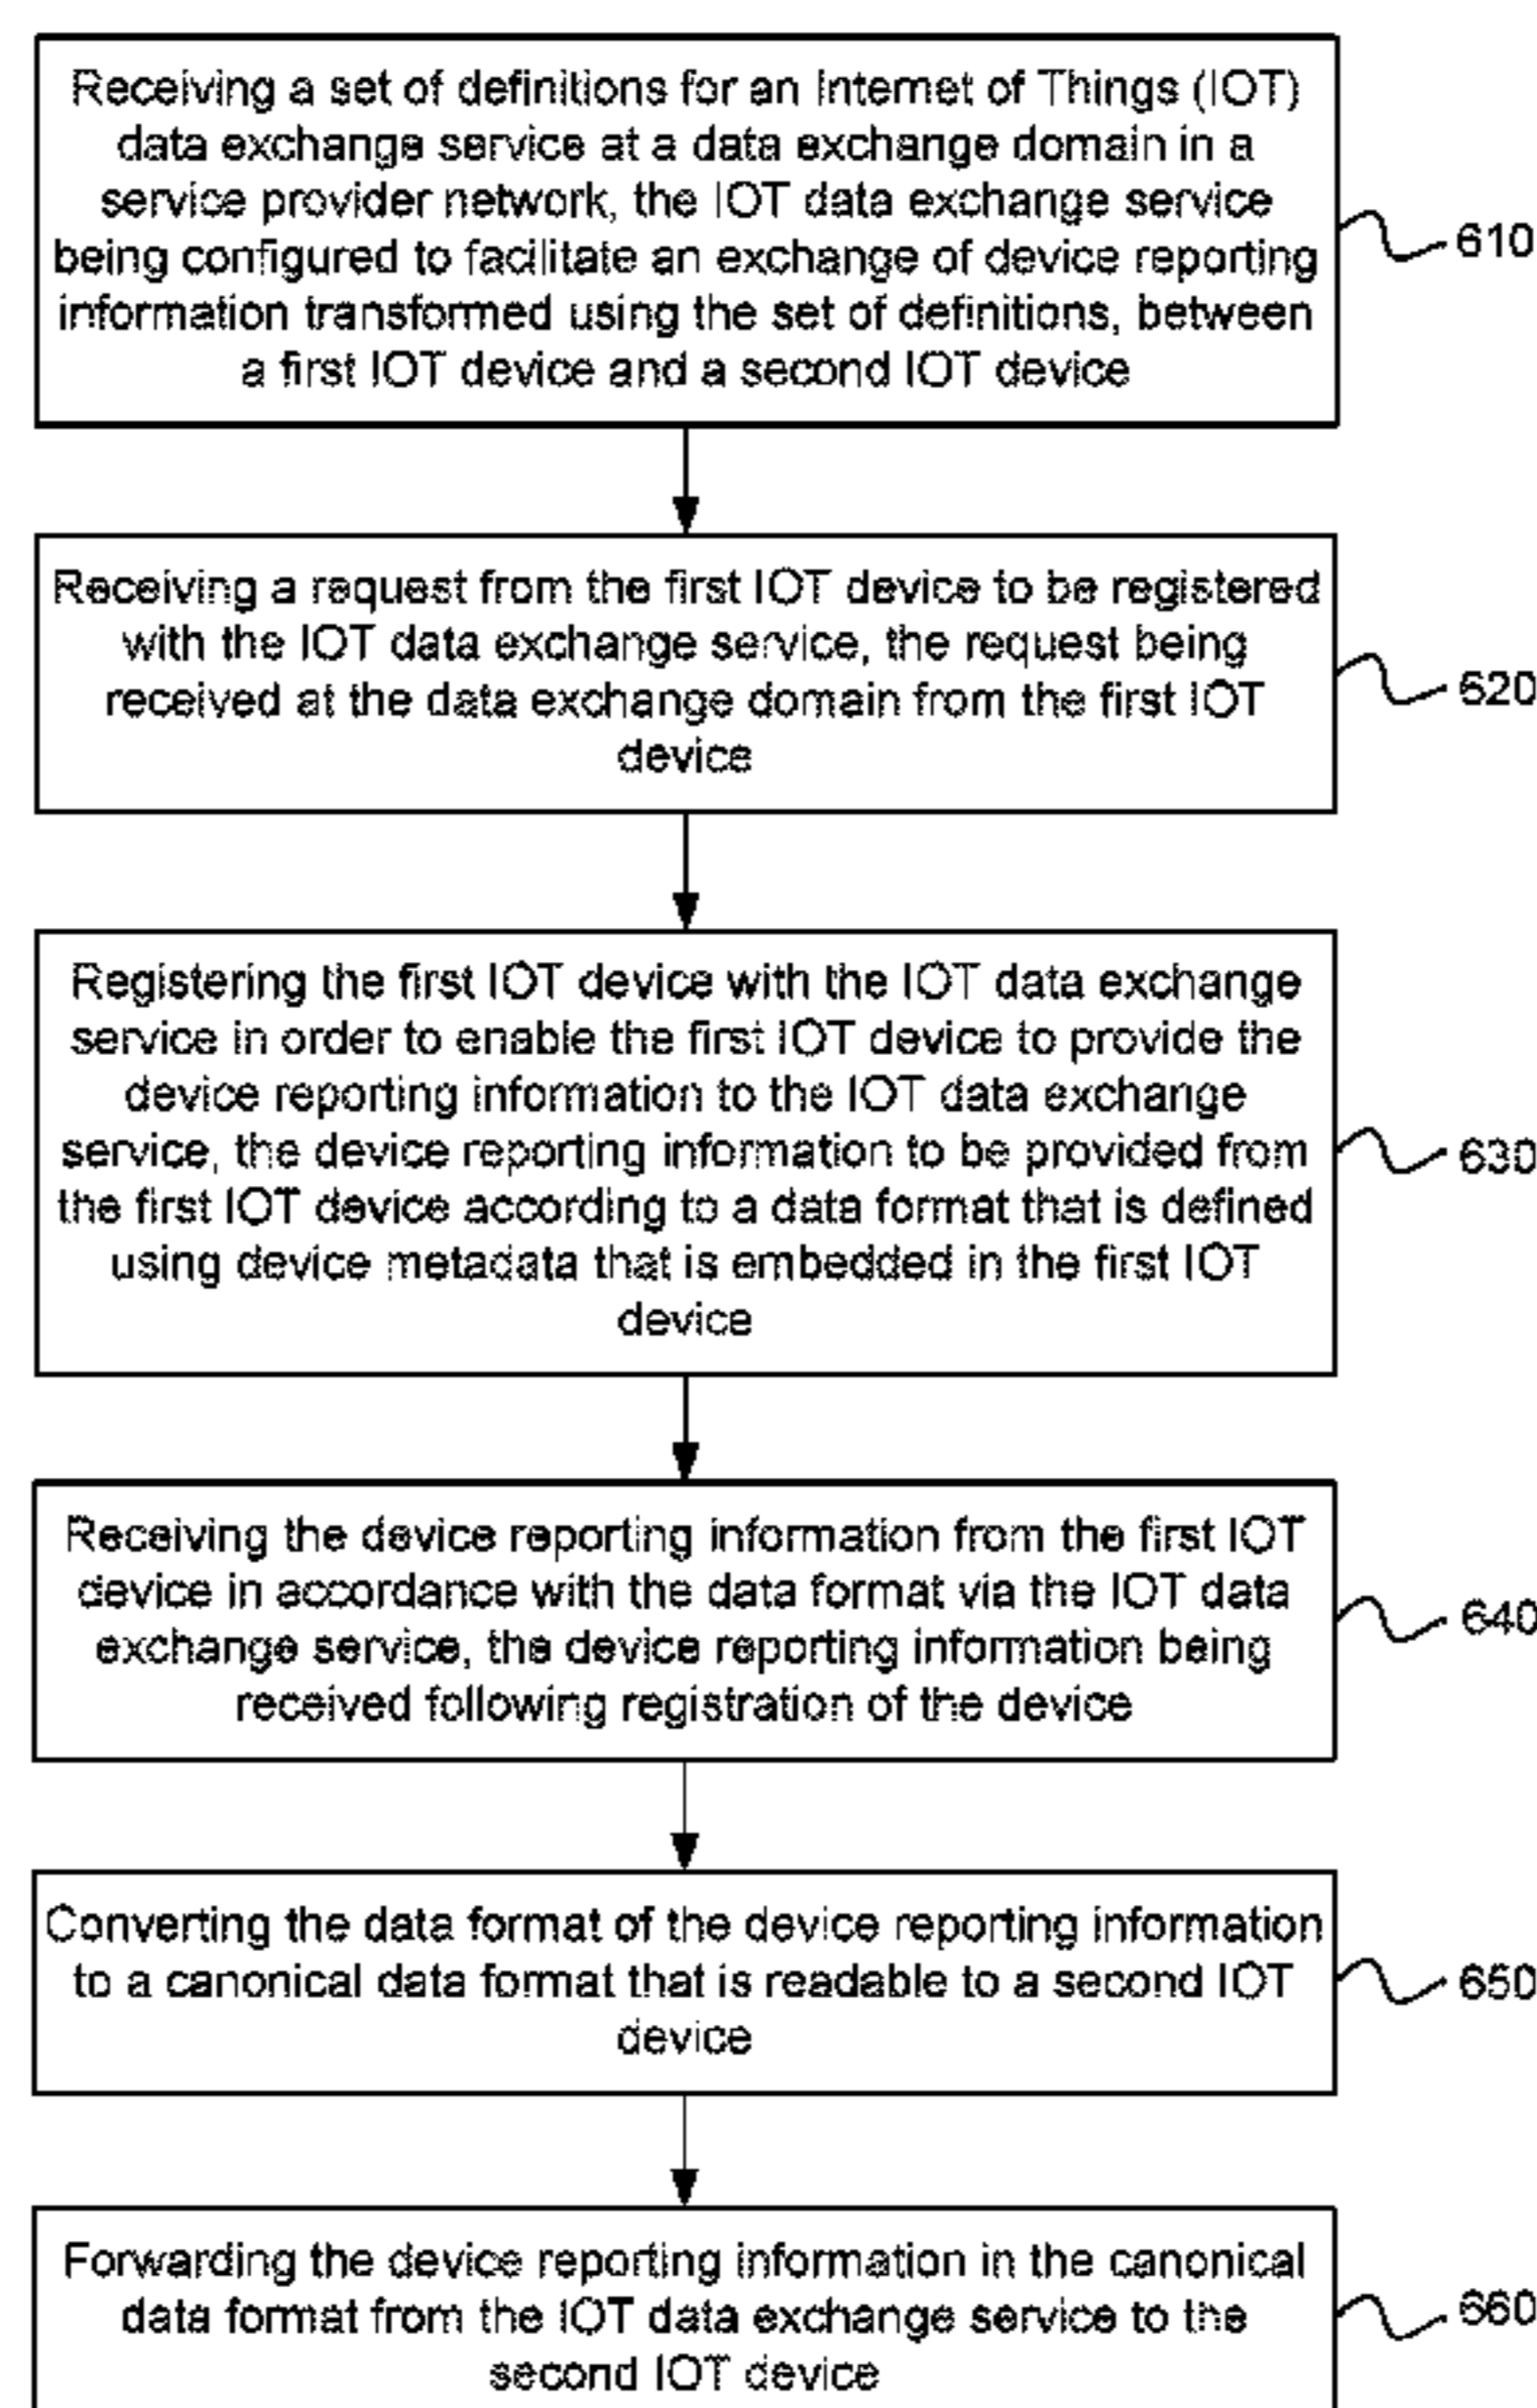 Receiving a set of definitions for an Internet of Things (IOT)
data exchange service at a data exchange domain in a
service provider network, the IOT data exchange service
being configured to facilitate an exchange of device reporting
information transformed using the set of definitions, between
a first IOT device and a second IOT device
610
Receiving a request from the first IOT device to be registered
with the IOT data exchange service, the request being
received at the data exchange domain from the first IOT
device
620
Registering the first IOT device with the IOT data exchange
service in order to enable the first IOT device to provide the
device reporting information to the IOT data exchange
service, the device reporting information to be provided from
the first IOT device according to a data format that is defined
using device metadata that is embedded in the first IOT
device
630
Receiving the device reporting information from the first IOT
device in accordance with the data format via the IOT data
exchange service, the device reporting information being
received following registration of the device
640
Converting the data format of the device reporting information
to a canonical data format that is readable to a second IOT
device
650
Forwarding the device reporting information in the canonical
data format from the IOT data exchange service to the
second IOT device
660